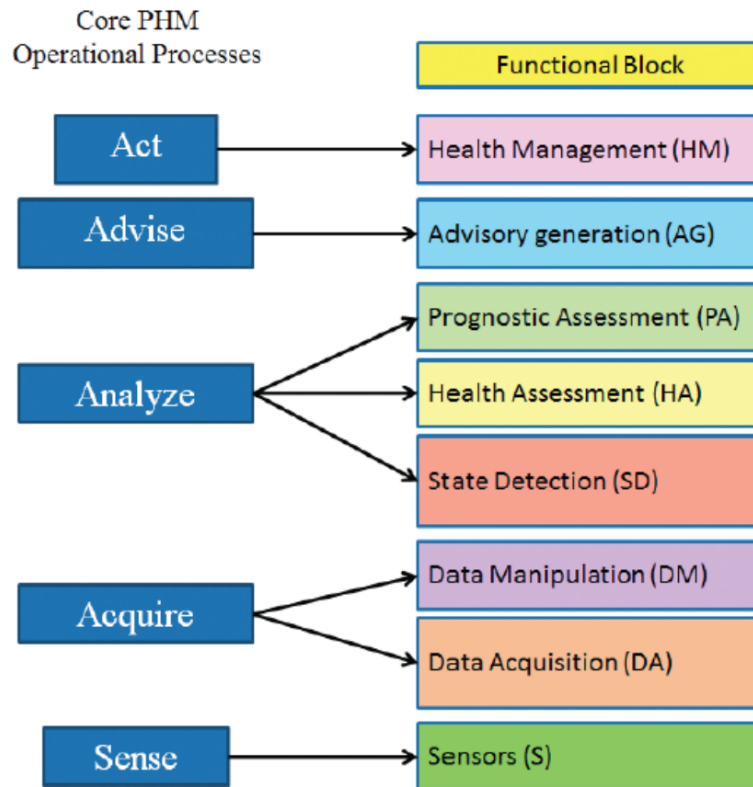 Core PHM
Operational Processes
Functional Block
Act
Health Management (HM)
Advise
Advisory generation (AG)
Analyze
Prognostic Assessment (PA)
Health Assessment (HA)
State Detection (SD)
Acquire
Data Manipulation (DM)
Data Acquisition (DA)
Sense
Sensors (S)